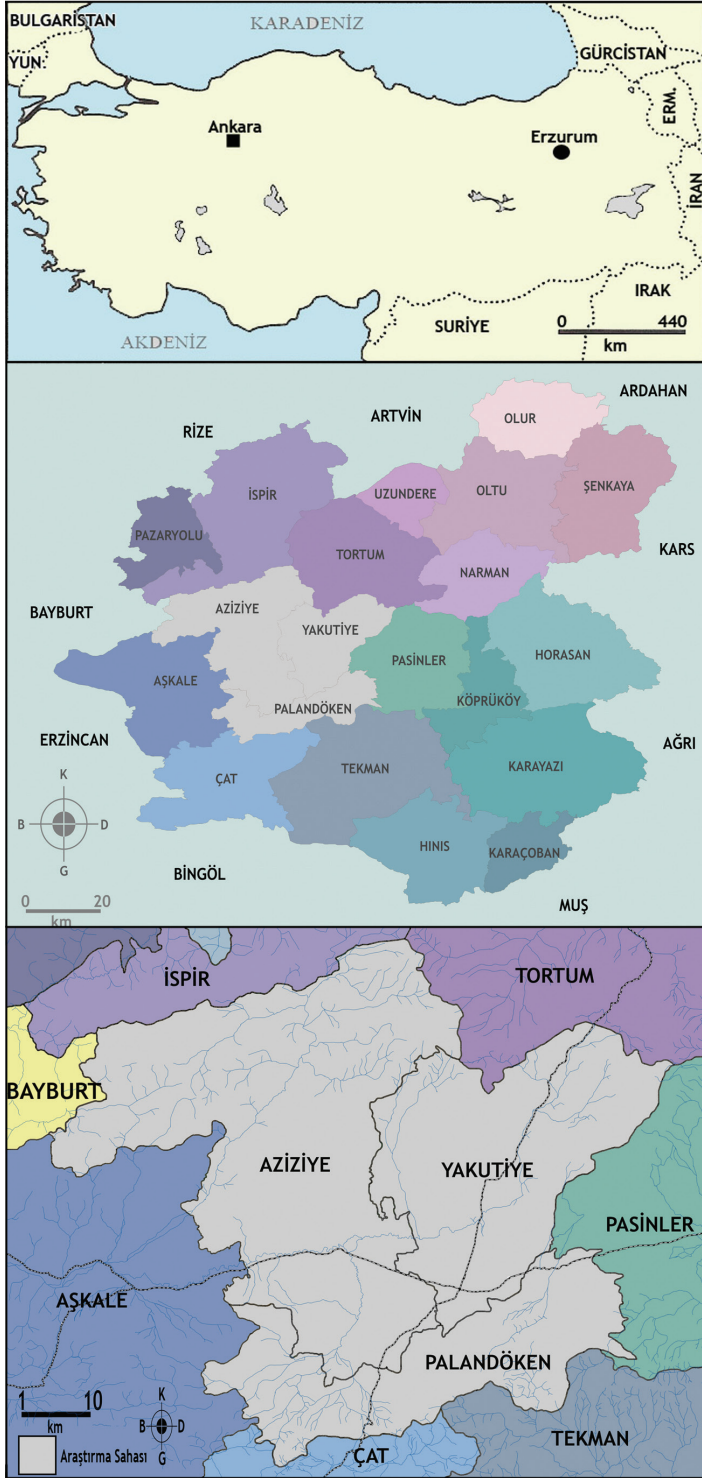 BULGARİSTAN
KARADENİZ
GÜRCİSTAN
YUN.
ERM.
Ankara
Erzurum
İRAN
IRAK
SURİYE
AKDENİZ
0 440
km
ARDAHAN
ARTVİN
RİZE
OLUR
İSPİR
UZUNDERE
OLTU
ŞENKAYA
PAZARYOLU
TORTUM
KARS
NARMAN
BAYBURT
AZİZİYE
YAKUTİYE
PASİNLER
HORASAN
AŞKALE
KÖPRÜKÖY
PALANDÖKEN
ERZİNCAN
AĞRI
ÇAT
TEKMAN
KARAYAZI
K
B D
G
HINIS
KARAÇOBAN
BİNGÖL
0 20
km
MUŞ
İSPİR
TORTUM
BAYBURT
AZİZİYE
YAKUTİYE
PASİNLER
AŞKALE
PALANDÖKEN
1 10
km
K
B D
G
Araştırma Sahası
ÇAT
TEKMAN